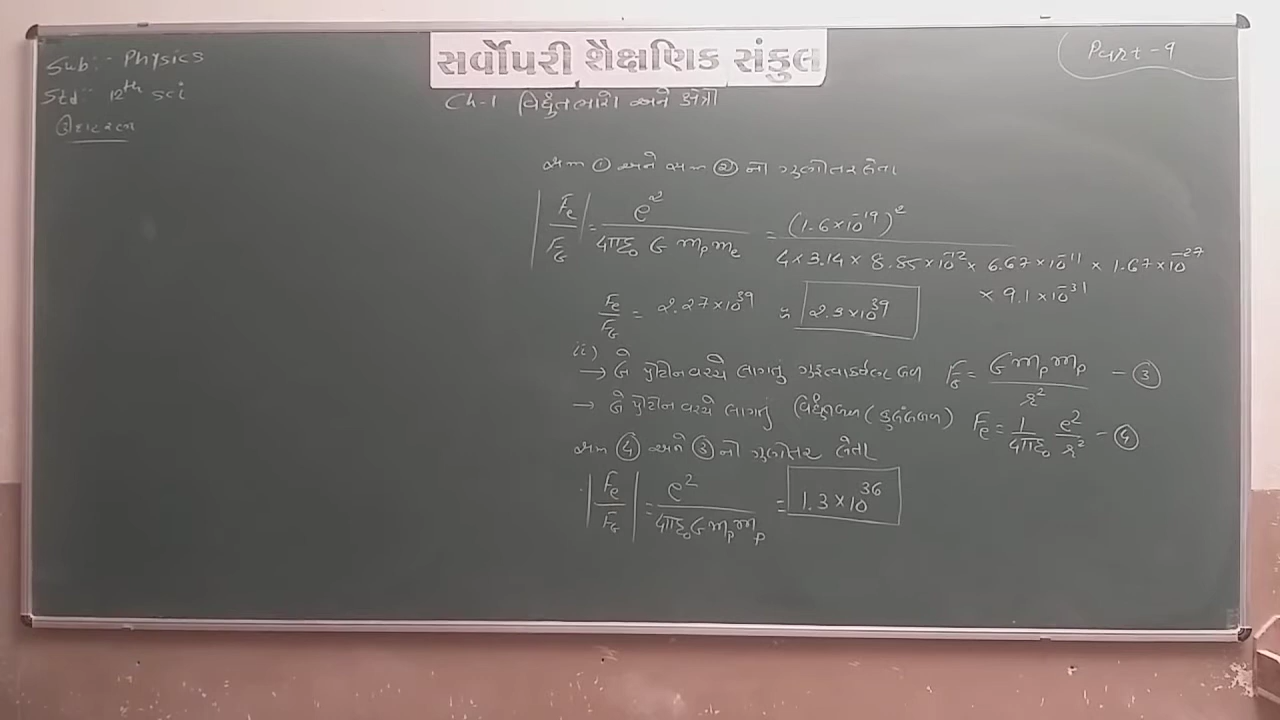 સર્વોપરી શૈક્ષણિક સંકુલ
Sub:- Physics
Part-9
Std:- 12th sci
Ch-1 વિદ્યુતભારો અને ક્ષેત્રો
ઉદાહરણ
સમી ① અને સમી ② નો ગુણોત્તર લેતા
|Fe/FG| = e²/4πε₀ G mp me = (1.6×10⁻¹⁹)²/4×3.14×8.85×10⁻¹²×6.67×10⁻¹¹×1.67×10⁻²⁷
×9.1×10⁻³¹
Fe/FG = 2.27×10³⁹ ≈ 2.3×10³⁹
ii)
→ બે પ્રોટોન વચ્ચે લાગતું ગુરુત્વાકર્ષણ બળ FG = G mp mp/r² — ③
→ બે પ્રોટોન વચ્ચે લાગતું વિદ્યુતબળ (કુલંબબળ) Fe = 1/4πε₀ e²/r² — ④
સમી ④ અને ③ નો ગુણોત્તર લેતા
|Fe/FG| = e²/4πε₀ G mp mp = 1.3×10³⁶